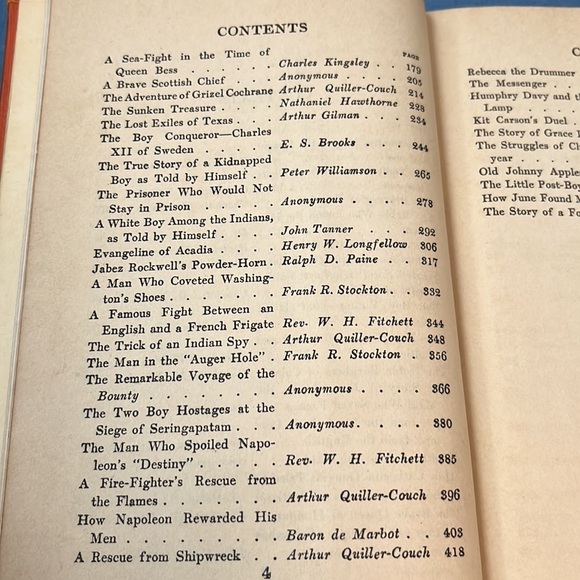 CONTENTS
PAGE
A Sea-Fight in the Time of
Queen Bess . . . . . . Charles Kingsley . . 179
A Brave Scottish Chief . . . Anonymous . . . . 205
The Adventure of Grizel Cochrane Arthur Quiller-Couch 214
The Sunken Treasure . . . . Nathaniel Hawthorne 228
The Lost Exiles of Texas . . . Arthur Gilman . . . 234
The Boy Conqueror—Charles
XII of Sweden . . . . . E. S. Brooks . . . 244
The True Story of a Kidnapped
Boy as Told by Himself . . Peter Williamson . . 265
The Prisoner Who Would Not
Stay in Prison . . . . . Anonymous . . . . 278
A White Boy Among the Indians,
as Told by Himself . . . . John Tanner . . . 292
Evangeline of Acadia . . . . Henry W. Longfellow 306
Jabez Rockwell's Powder-Horn . Ralph D. Paine . . 317
A Man Who Coveted Washing-
ton's Shoes . . . . . . . Frank R. Stockton . . 332
A Famous Fight Between an
English and a French Frigate Rev. W. H. Fitchett 344
The Trick of an Indian Spy . . Arthur Quiller-Couch 348
The Man in the "Auger Hole" . Frank R. Stockton . 356
The Remarkable Voyage of the
Bounty . . . . . . . . Anonymous . . . . 366
The Two Boy Hostages at the
Siege of Seringapatam . . . Anonymous . . . . 380
The Man Who Spoiled Napo-
leon's "Destiny" . . . . . Rev. W. H. Fitchett 385
A Fire-Fighter's Rescue from
the Flames . . . . . . . Arthur Quiller-Couch 396
How Napoleon Rewarded His
Men . . . . . . . . . Baron de Marbot . . 403
A Rescue from Shipwreck . . Arthur Quiller-Couch 418
4
C
Rebecca the Drummer
The Messenger . . .
Humphry Davy and th
Lamp . . . .
Kit Carson's Duel .
The Story of Grace
The Struggles of Ch
year . . . .
Old Johnny Apples
The Little Post-Boy
How June Found M
The Story of a Fo